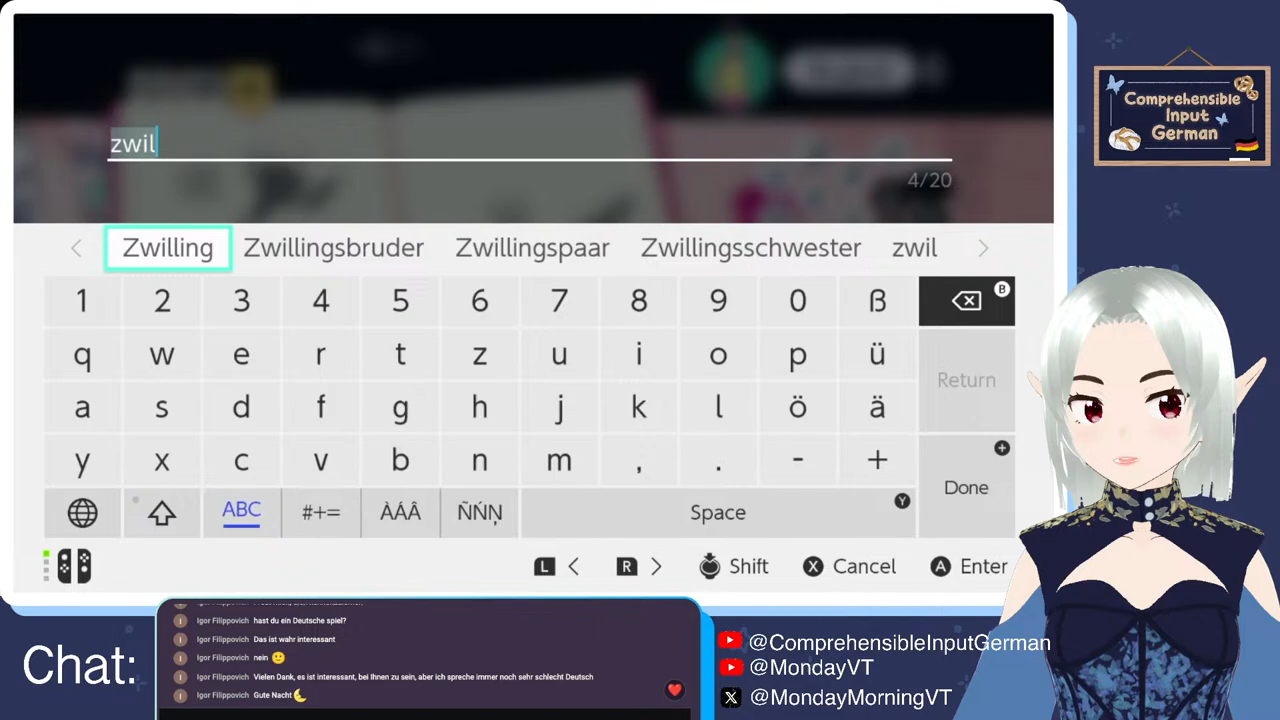 zwil
4/20
Zwilling Zwillingsbruder Zwillingspaar Zwillingsschwester zwil
1 2 3 4 5 6 7 8 9 0 ß B
q w e r t z u i o p ü
Return
a s d f g h j k l ö ä
y x c v b n m , . - +
Done
ABC #+= ÀÁÂ ÑŃŅ Space Y
L < R > Shift X Cancel A Enter
Comprehensible
Input
German
Chat:
Igor Filippovich hast du ein Deutsche spiel?
Igor Filippovich Das ist wahr interessant
Igor Filippovich nein 🙂
Igor Filippovich Vielen Dank, es ist interessant, bei Ihnen zu sein, aber ich spreche immer noch sehr schlecht Deutsch
Igor Filippovich Gute Nacht 🌜
@ComprehensibleInputGerman
@MondayVT
@MondayMorningVT